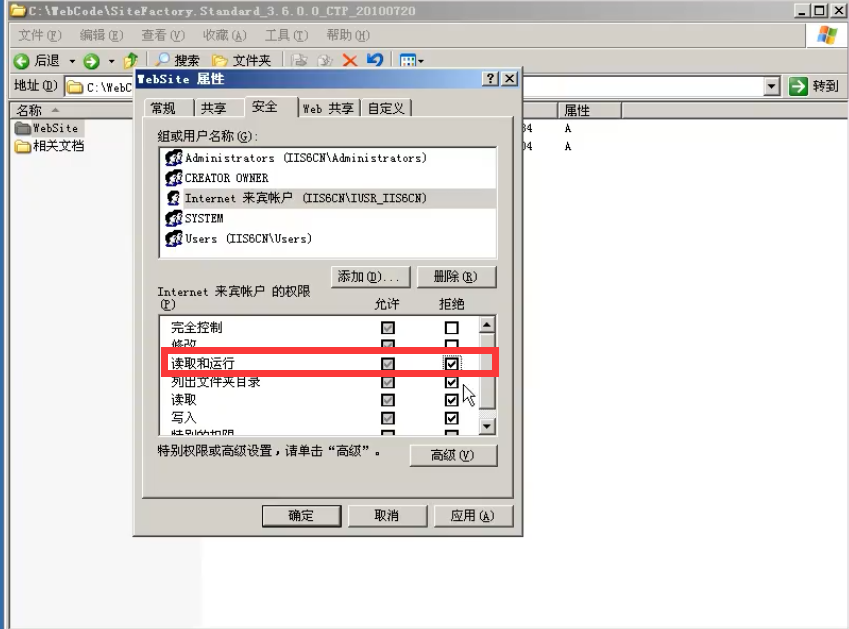 C:\WebCode\SiteFactory.Standard_3.6.0.0_CTP_20100720
文件(F) 编辑(E) 查看(V) 收藏(A) 工具(T) 帮助(H)
后退 搜索 文件夹
地址(D) C:\WebC 转到
名称 属性
WebSite 34 A
相关文档 04 A
WebSite 属性
常规 共享 安全 Web 共享 自定义
组或用户名称(G):
Administrators (IIS6CN\Administrators)
CREATOR OWNER
Internet 来宾帐户 (IIS6CN\IUSR_IIS6CN)
SYSTEM
Users (IIS6CN\Users)
添加(D)... 删除(R)
Internet 来宾帐户 的权限
(P) 允许 拒绝
完全控制
修改
读取和运行
列出文件夹目录
读取
写入
特别的权限
特别权限或高级设置，请单击“高级”。
高级(V)
确定 取消 应用(A)